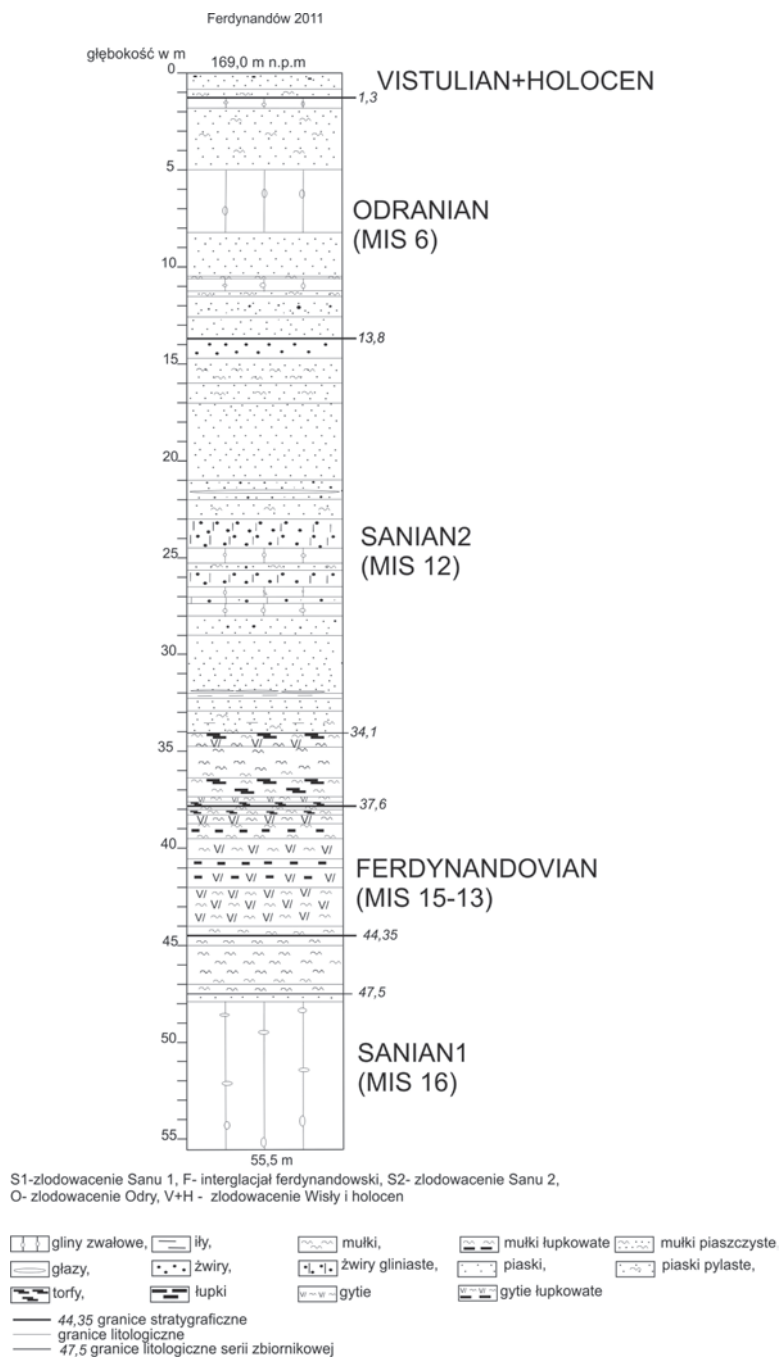 Ferdynandów 2011
głębokość w m
169,0 m n.p.m
0
VISTULIAN+HOLOCEN
1,3
5
ODRANIAN
(MIS 6)
10
13,8
15
20
SANIAN2
(MIS 12)
25
30
34,1
35
37,6
40
FERDYNANDOVIAN
(MIS 15-13)
44,35
45
47,5
50
SANIAN1
(MIS 16)
55
55,5 m
S1-zlodowacenie Sanu 1, F- interglacjał ferdynandowski, S2- zlodowacenie Sanu 2,
O- zlodowacenie Odry, V+H - zlodowacenie Wisły i holocen
gliny zwałowe, iły, mułki, mułki łupkowate mułki piaszczyste,
głazy, żwiry, żwiry gliniaste, piaski, piaski pylaste,
torfy, łupki gytie gytie łupkowate
44,35 granice stratygraficzne
granice litologiczne
47,5 granice litologiczne serii zbiornikowej